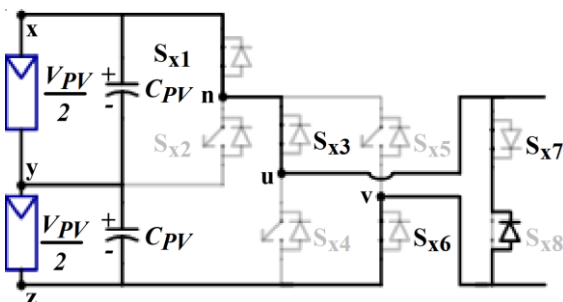 x
S_x1
V_PV/2
+
-
C_PV
n
S_x2
S_x3
S_x5
S_x7
y
u
v
V_PV/2
+
-
C_PV
S_x4
S_x6
S_x8
z